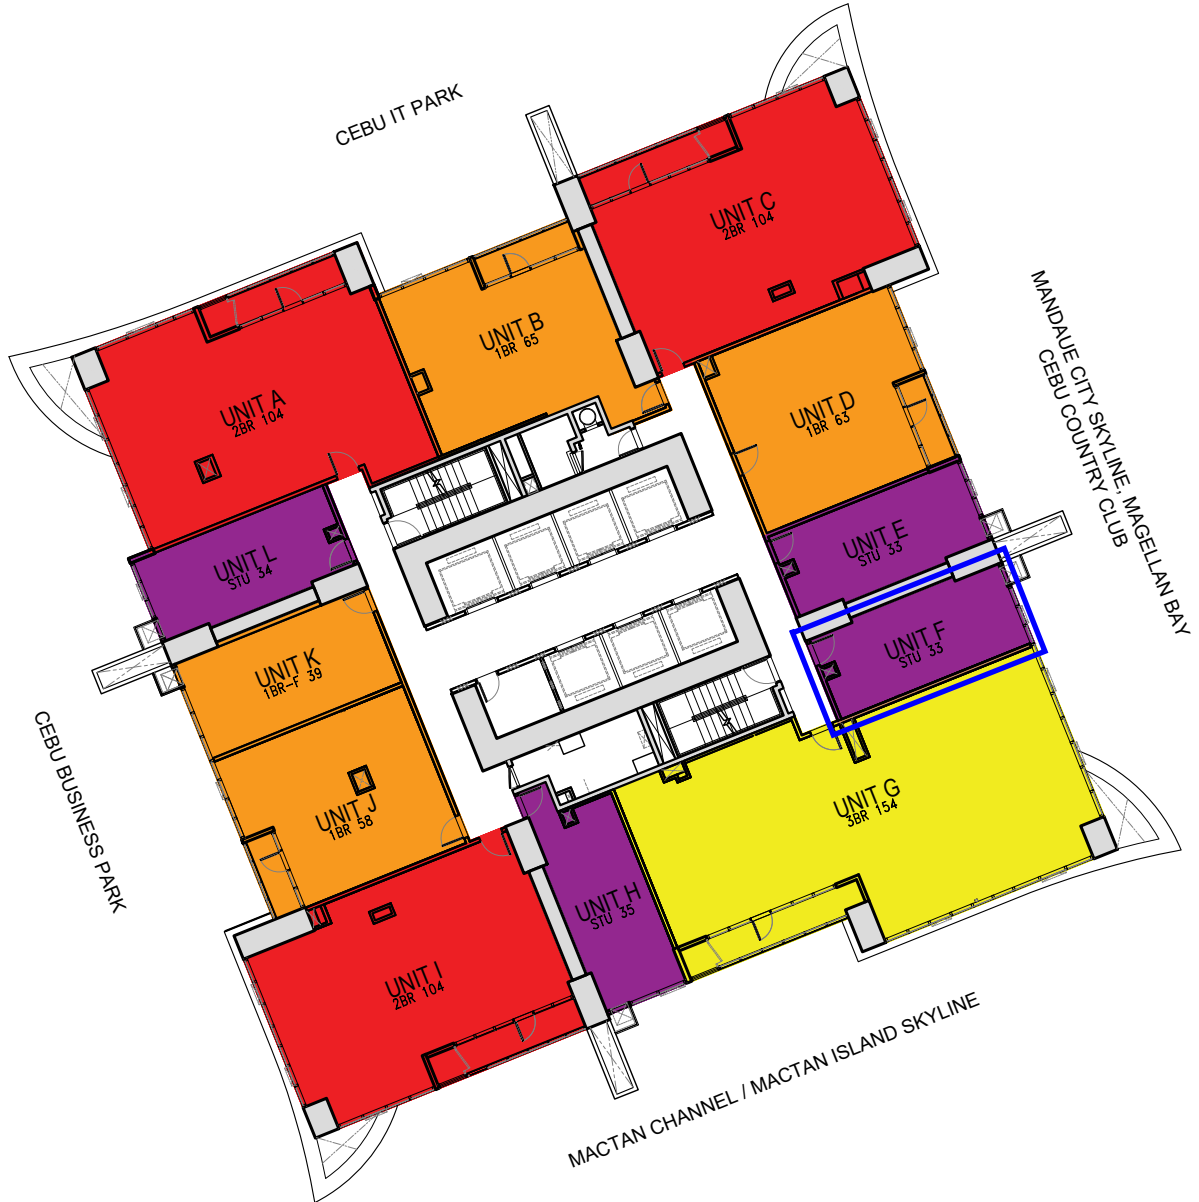 CEBU IT PARK
UNIT C
2BR 104
UNIT B
1BR 65
UNIT A
2BR 104
UNIT D
1BR 63
MANDAUE CITY SKYLINE, MAGELLAN BAY
CEBU COUNTRY CLUB
UNIT E
STU 33
UNIT L
STU 34
UNIT F
STU 33
UNIT K
1BR-F 39
UNIT J
1BR 58
UNIT G
3BR 154
CEBU BUSINESS PARK
UNIT H
STU 35
UNIT I
2BR 104
MACTAN CHANNEL / MACTAN ISLAND SKYLINE